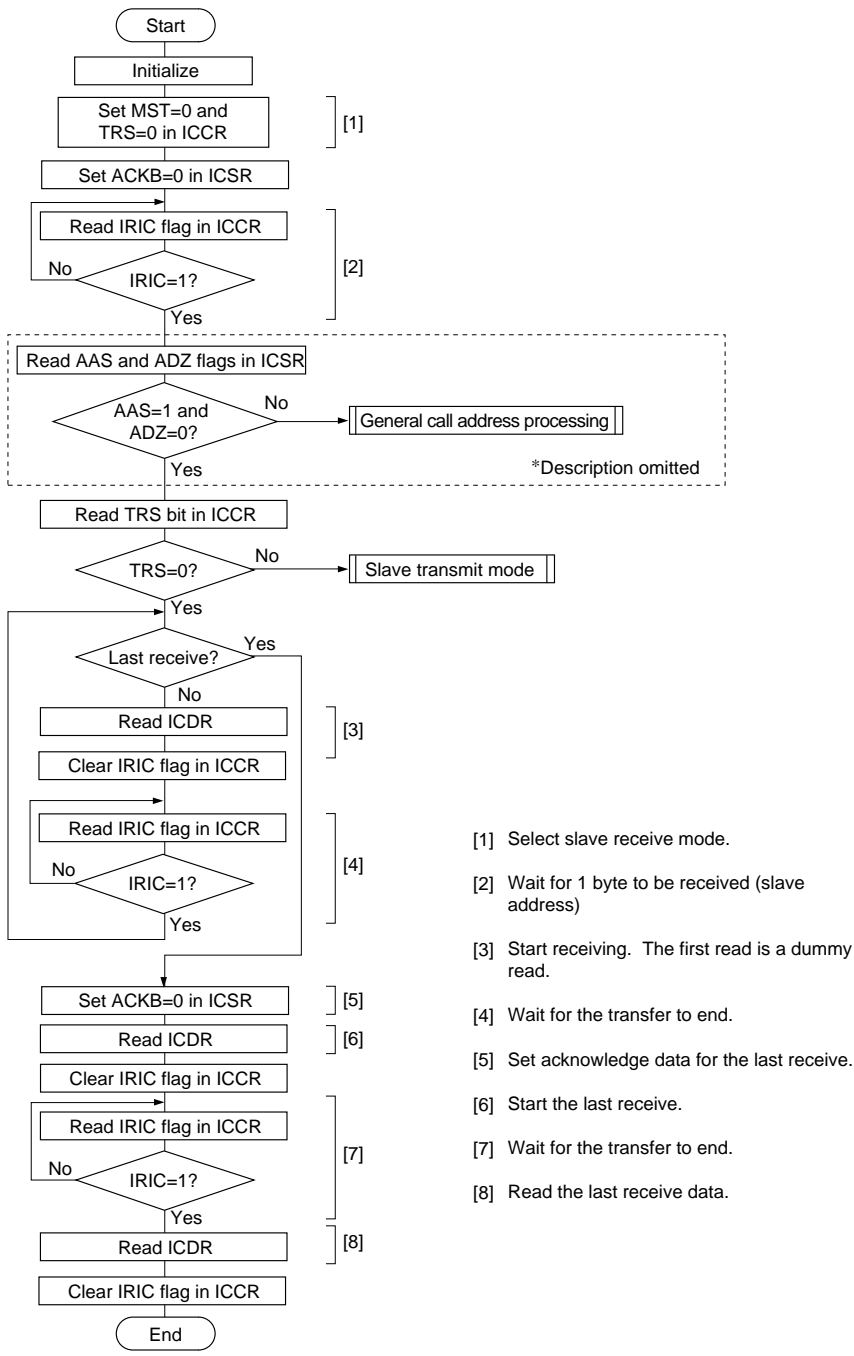 Start
Initialize
Set MST=0 and
TRS=0 in ICCR
[1]
Set ACKB=0 in ICSR
Read IRIC flag in ICCR
No
IRIC=1?
[2]
Yes
Read AAS and ADZ flags in ICSR
AAS=1 and
ADZ=0?
No
General call address processing
Yes
*Description omitted
Read TRS bit in ICCR
TRS=0?
No
Slave transmit mode
Yes
Last receive?
Yes
No
Read ICDR
[3]
Clear IRIC flag in ICCR
Read IRIC flag in ICCR
No
IRIC=1?
[4]
Yes
Set ACKB=0 in ICSR
[5]
Read ICDR
[6]
Clear IRIC flag in ICCR
Read IRIC flag in ICCR
No
IRIC=1?
[7]
Yes
Read ICDR
[8]
Clear IRIC flag in ICCR
End
[1] Select slave receive mode.
[2] Wait for 1 byte to be received (slave
address)
[3] Start receiving. The first read is a dummy
read.
[4] Wait for the transfer to end.
[5] Set acknowledge data for the last receive.
[6] Start the last receive.
[7] Wait for the transfer to end.
[8] Read the last receive data.